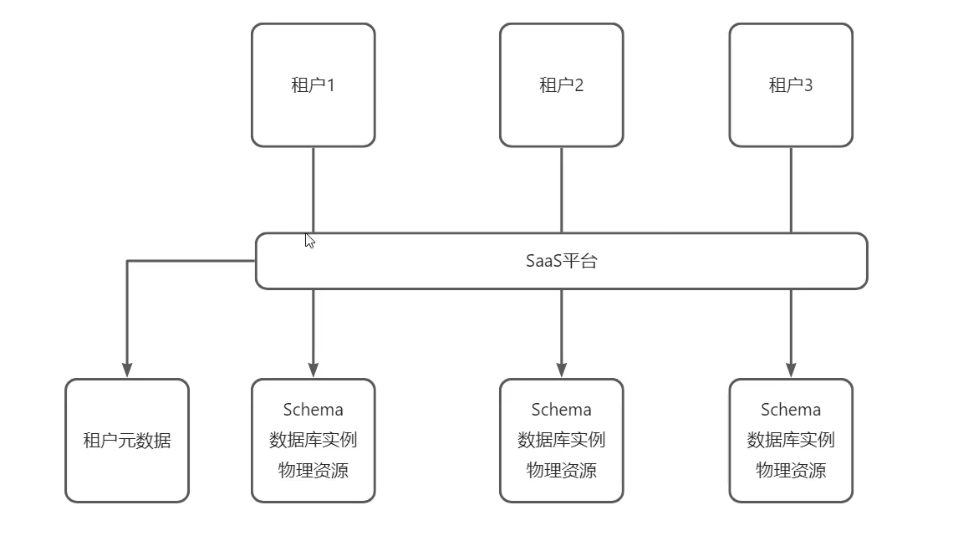 租户1
租户2
租户3
SaaS平台
租户元数据
Schema
数据库实例
物理资源
Schema
数据库实例
物理资源
Schema
数据库实例
物理资源